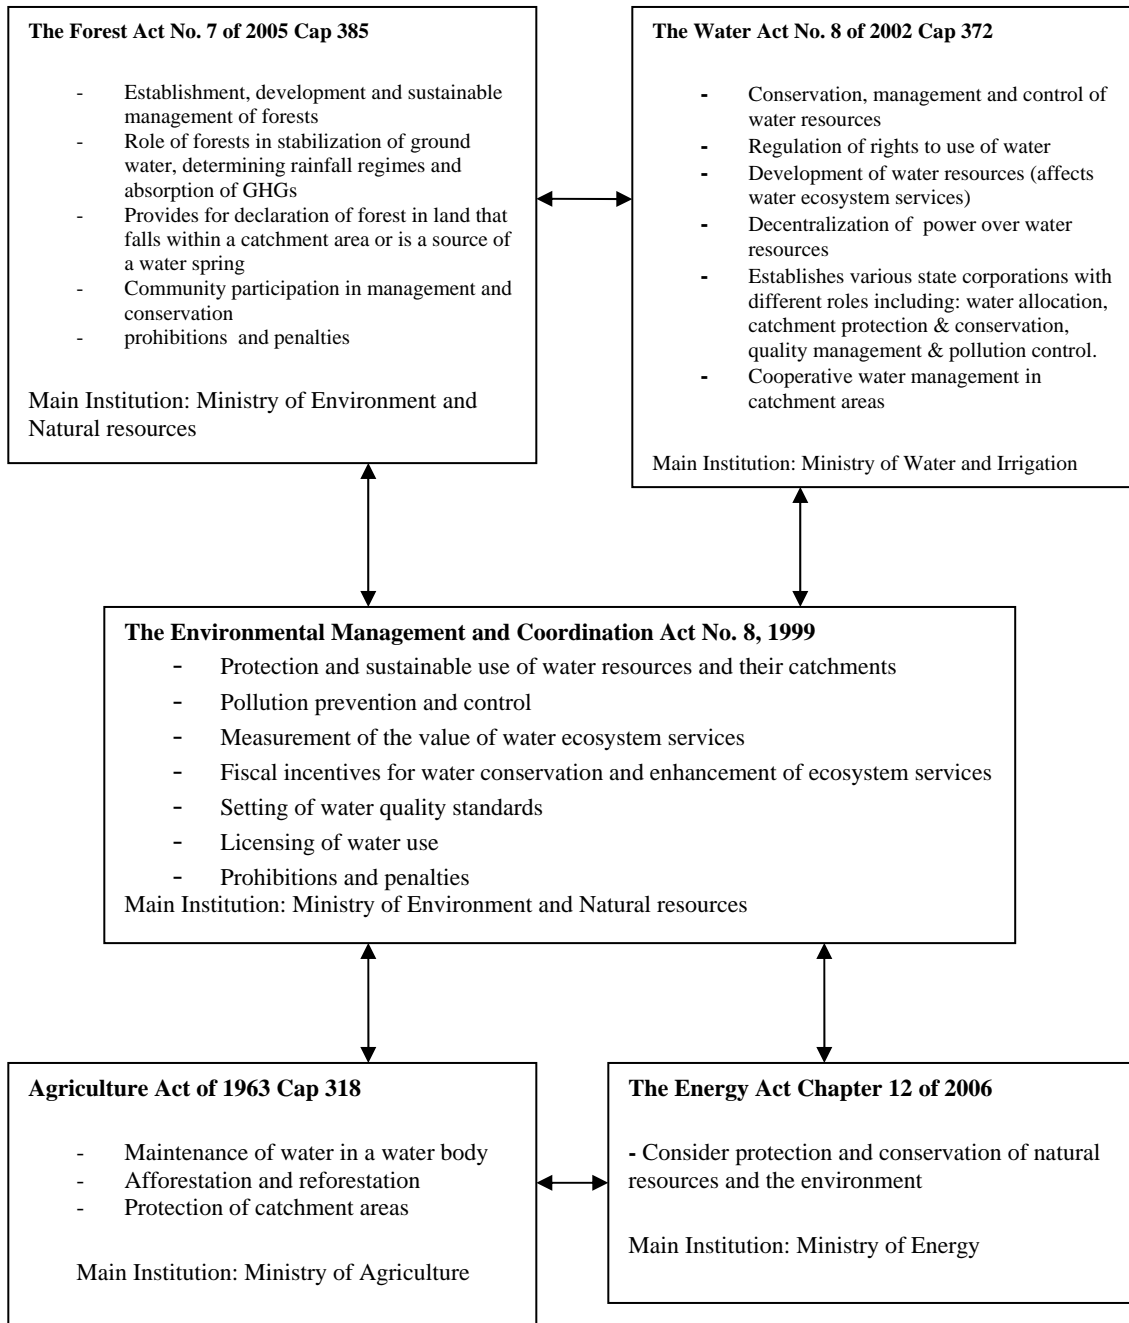 The Forest Act No. 7 of 2005 Cap 385
- Establishment, development and sustainable
management of forests
- Role of forests in stabilization of ground
water, determining rainfall regimes and
absorption of GHGs
- Provides for declaration of forest in land that
falls within a catchment area or is a source of
a water spring
- Community participation in management and
conservation
- prohibitions and penalties
Main Institution: Ministry of Environment and
Natural resources
The Water Act No. 8 of 2002 Cap 372
- Conservation, management and control of
water resources
- Regulation of rights to use of water
- Development of water resources (affects
water ecosystem services)
- Decentralization of power over water
resources
- Establishes various state corporations with
different roles including: water allocation,
catchment protection & conservation,
quality management & pollution control.
- Cooperative water management in
catchment areas
Main Institution: Ministry of Water and Irrigation
The Environmental Management and Coordination Act No. 8, 1999
- Protection and sustainable use of water resources and their catchments
- Pollution prevention and control
- Measurement of the value of water ecosystem services
- Fiscal incentives for water conservation and enhancement of ecosystem services
- Setting of water quality standards
- Licensing of water use
- Prohibitions and penalties
Main Institution: Ministry of Environment and Natural resources
Agriculture Act of 1963 Cap 318
- Maintenance of water in a water body
- Afforestation and reforestation
- Protection of catchment areas
Main Institution: Ministry of Agriculture
The Energy Act Chapter 12 of 2006
- Consider protection and conservation of natural
resources and the environment
Main Institution: Ministry of Energy